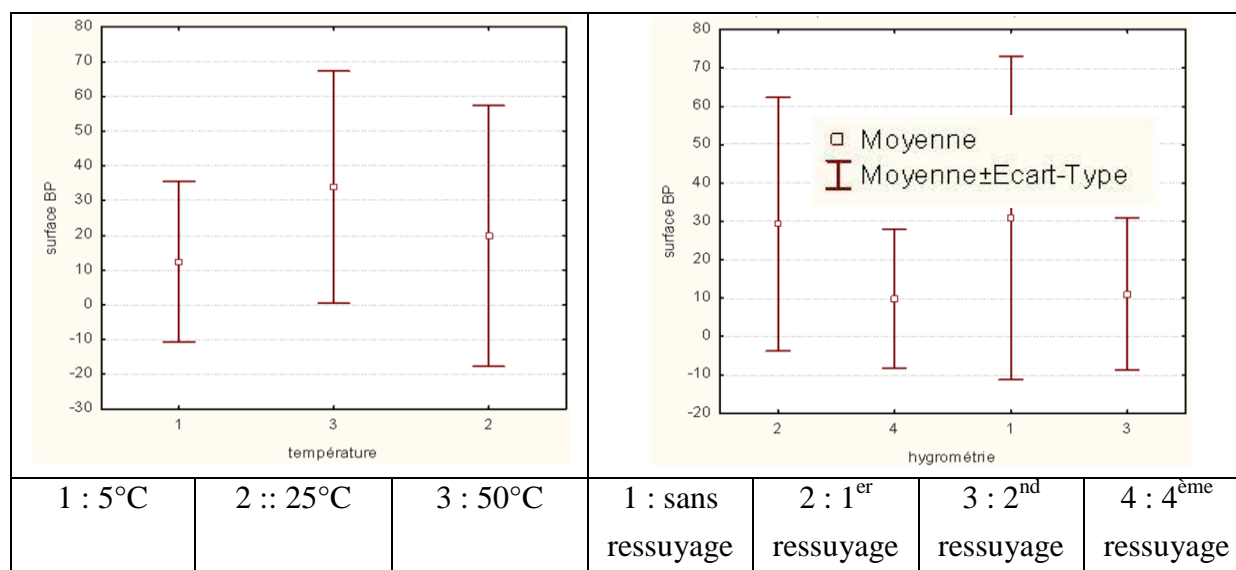 80
70
60
50
40
30
20
10
0
-10
-20
-30
surface BP
1 3 2
température
80
70
60
50
40
30
20
10
0
-10
-20
surface BP
Moyenne
Moyenne±Ecart-Type
2 4 1 3
hygrométrie
1 : 5°C 2 :: 25°C 3 : 50°C 1 : sans 2 : 1er 3 : 2nd 4 : 4ème
ressuyage ressuyage ressuyage ressuyage